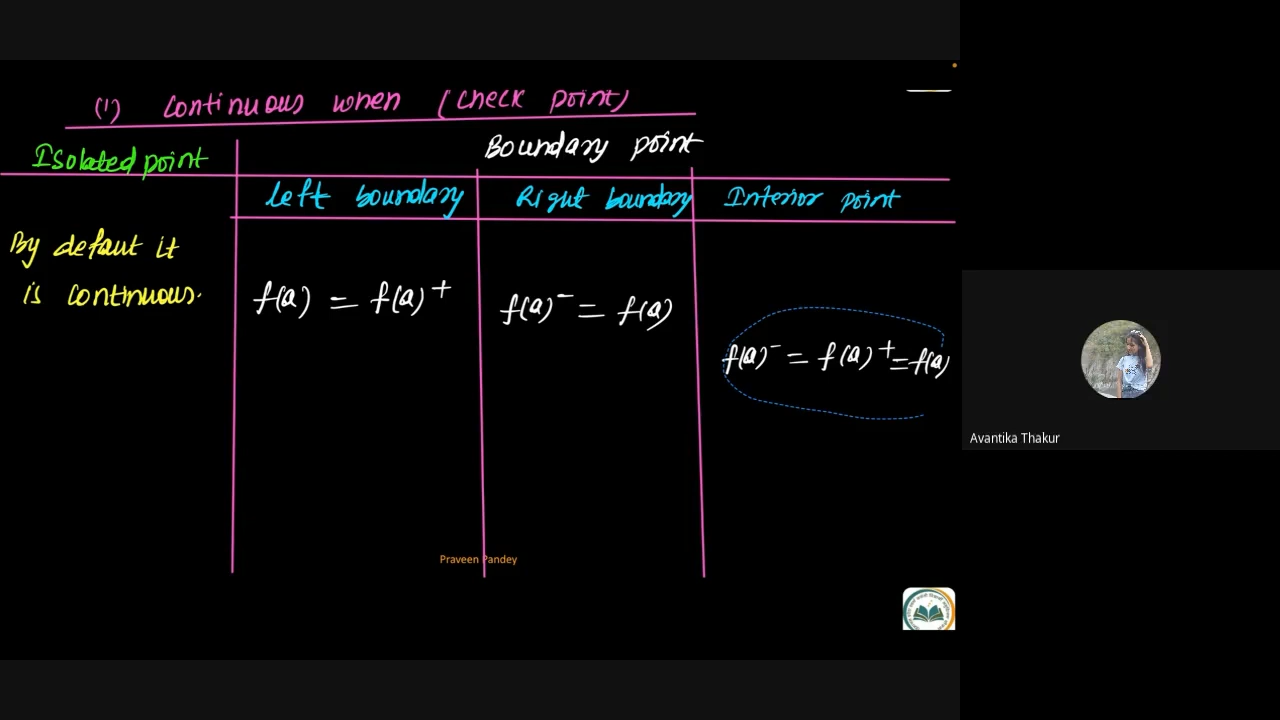 (1) Continuous when (check point)
Isolated point
Boundary point
left boundary
Right boundary
Interior point
By defaut it
is continuous.
f(a) = f(a)⁺
f(a)⁻ = f(a)
f(a)⁻ = f(a)⁺ = f(a)
Avantika Thakur
Praveen Pandey